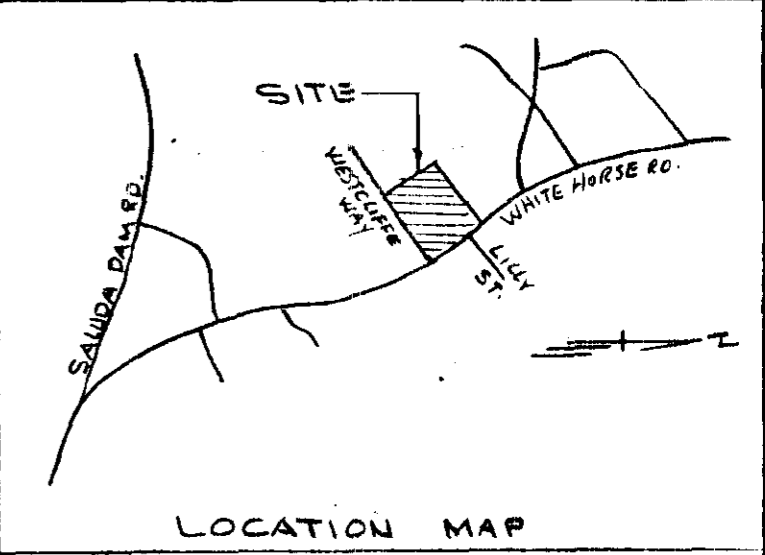 SITE
WESTCLIFFE
WAY
WHITE HORSE RD.
LILLY
ST.
SALUDA DAM RD.
N
LOCATION MAP